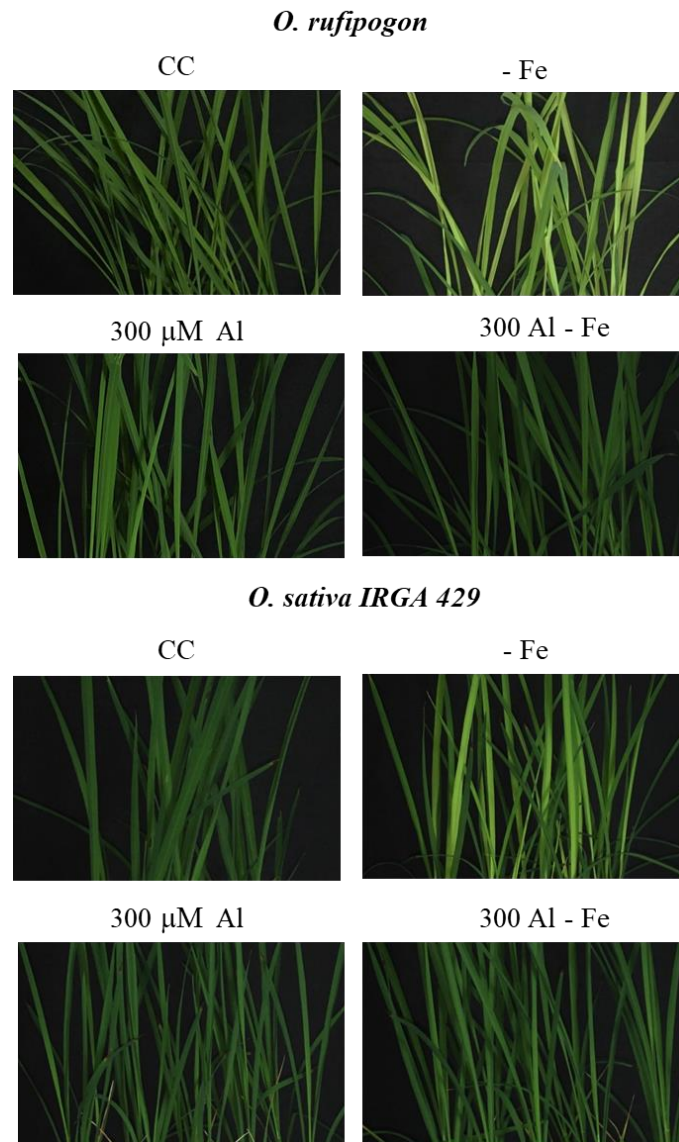 O. rufipogon
CC
- Fe
300 μM Al
300 Al - Fe
O. sativa IRGA 429
CC
- Fe
300 μM Al
300 Al - Fe